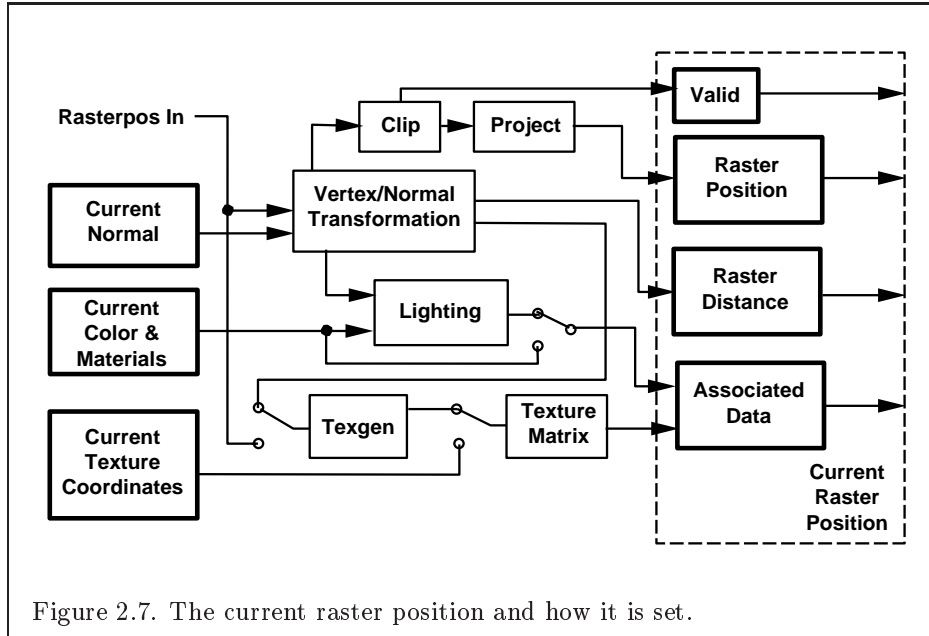 Rasterpos In
Clip
Project
Valid
Current
Normal
Vertex/Normal
Transformation
Raster
Position
Current
Color &
Materials
Lighting
Raster
Distance
Current
Texture
Coordinates
Texgen
Texture
Matrix
Associated
Data
Current
Raster
Position
Figure 2.7. The current raster position and how it is set.